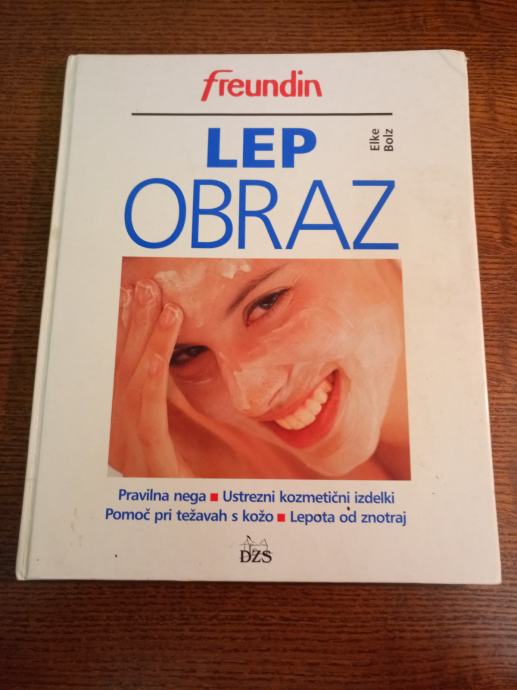 freundin
LEP
Elke
Bolz
OBRAZ
Pravilna nega ■ Ustrezni kozmetični izdelki
Pomoč pri težavah s kožo ■ Lepota od znotraj
DZS